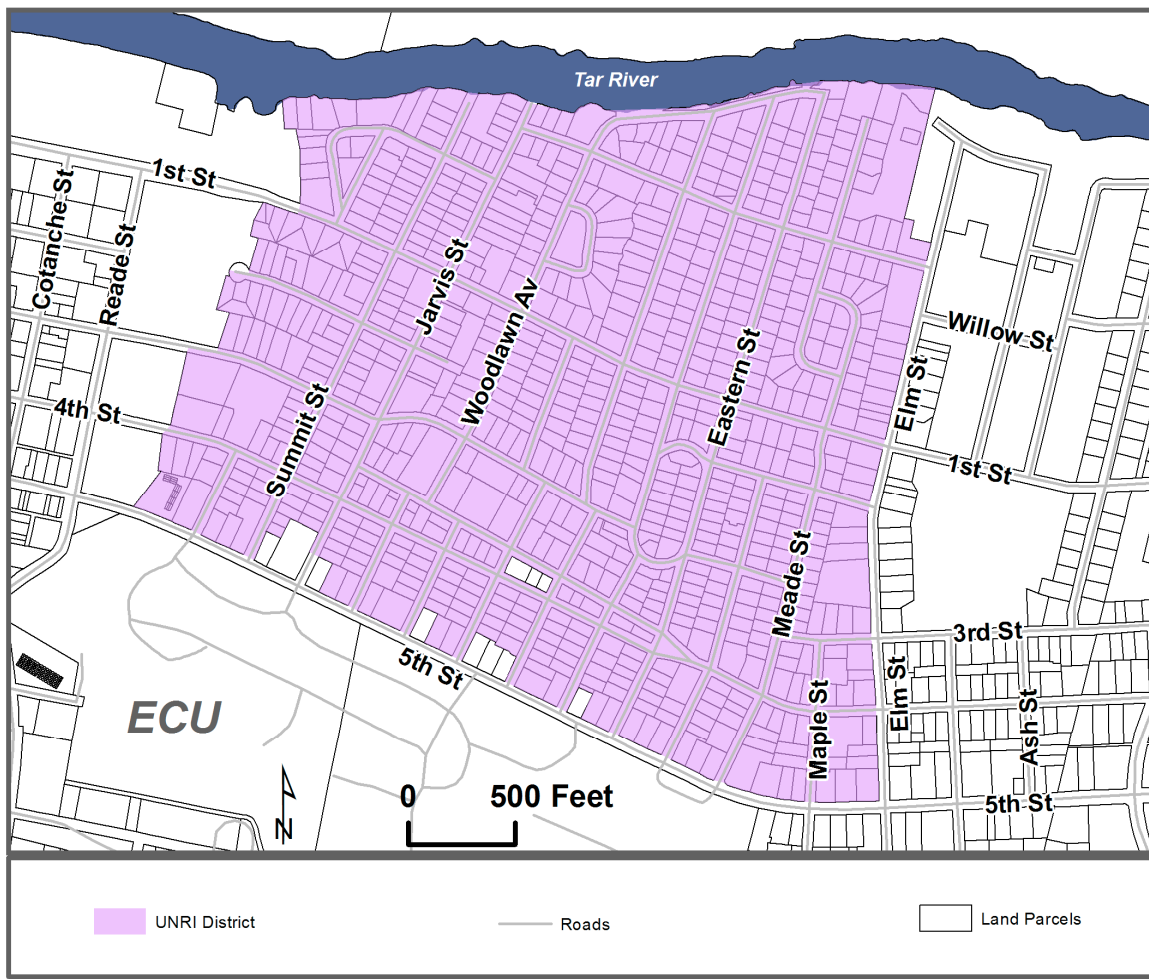 Tar River
1st St
Cotanche St
Reade St
Jarvis St
Woodlawn Av
Willow St
Eastern St
Elm St
4th St
Summit St
1st St
Meade St
3rd St
5th St
Elm St
Maple St
Ash St
ECU
0 500 Feet
5th St
N
UNRI District
Roads
Land Parcels